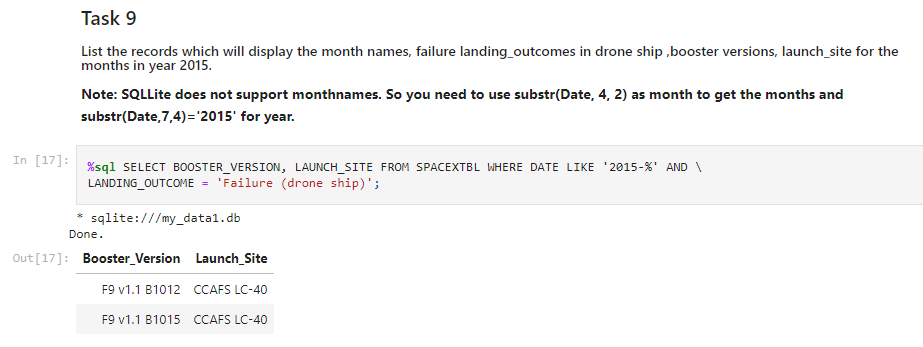 Task 9
List the records which will display the month names, failure landing_outcomes in drone ship ,booster versions, launch_site for the
months in year 2015.
Note: SQLLite does not support monthnames. So you need to use substr(Date, 4, 2) as month to get the months and
substr(Date,7,4)='2015' for year.
In [17]: %sql SELECT BOOSTER_VERSION, LAUNCH_SITE FROM SPACEXTBL WHERE DATE LIKE '2015-%' AND \
LANDING_OUTCOME = 'Failure (drone ship)';
* sqlite:///my_data1.db
Done.
Out[17]: Booster_Version Launch_Site
F9 v1.1 B1012 CCAFS LC-40
F9 v1.1 B1015 CCAFS LC-40